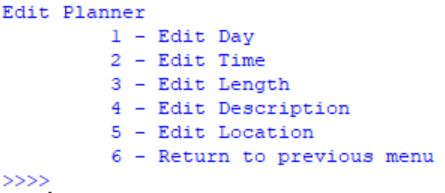 Edit Planner
1 - Edit Day
2 - Edit Time
3 - Edit Length
4 - Edit Description
5 - Edit Location
6 - Return to previous menu
>>>>